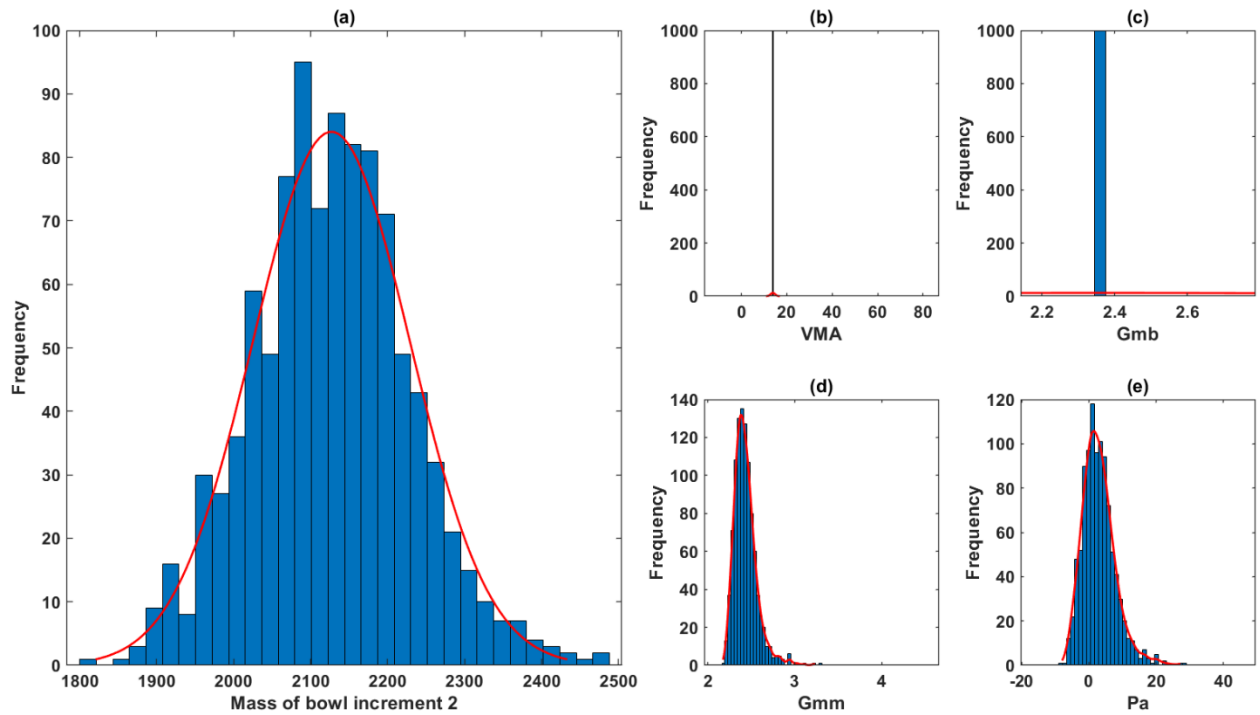 (a)
100
90
80
70
60
50
40
30
20
10
0
Frequency
1800 1900 2000 2100 2200 2300 2400 2500
Mass of bowl increment 2
(b)
1000
800
600
400
200
0
Frequency
0 20 40 60 80
VMA
(c)
1000
800
600
400
200
0
Frequency
2.2 2.4 2.6
Gmb
(d)
140
120
100
80
60
40
20
0
Frequency
2 3 4
Gmm
(e)
120
100
80
60
40
20
0
Frequency
-20 0 20 40
Pa